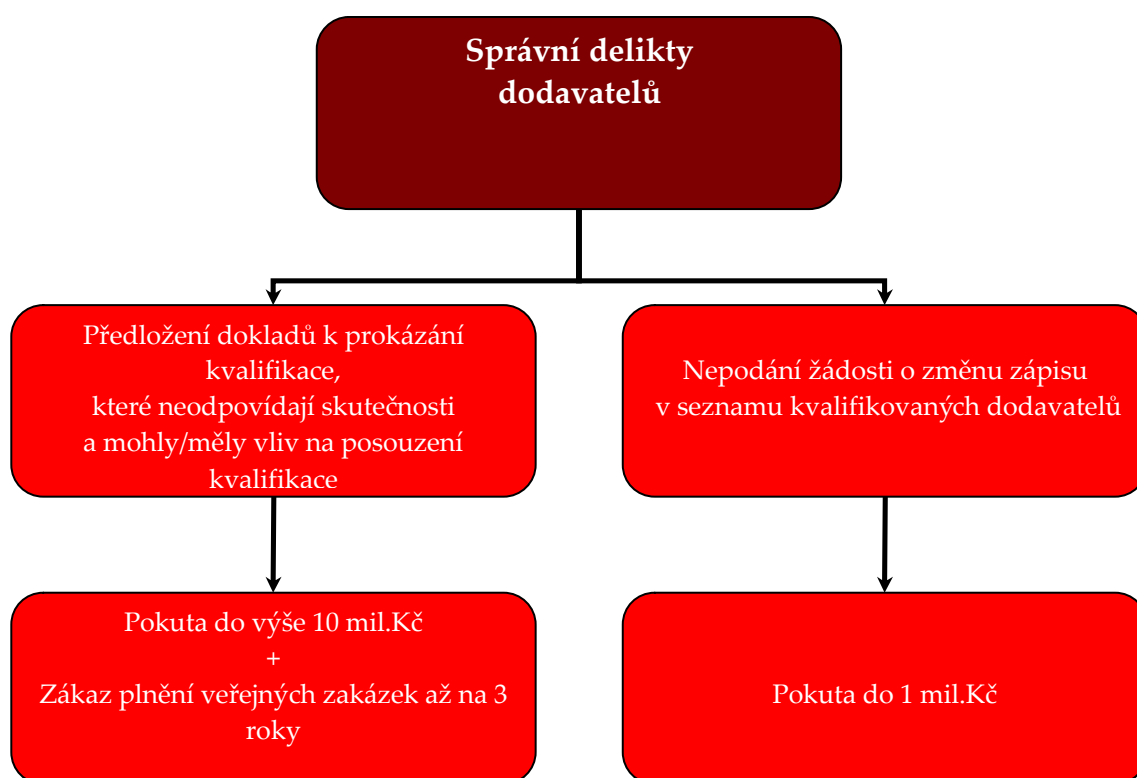 Správní delikty
dodavatelů
Předložení dokladů k prokázání
kvalifikace,
které neodpovídají skutečnosti
a mohly/měly vliv na posouzení
kvalifikace
Nepodání žádosti o změnu zápisu
v seznamu kvalifikovaných dodavatelů
Pokuta do výše 10 mil.Kč
+
Zákaz plnění veřejných zakázek až na 3
roky
Pokuta do 1 mil.Kč